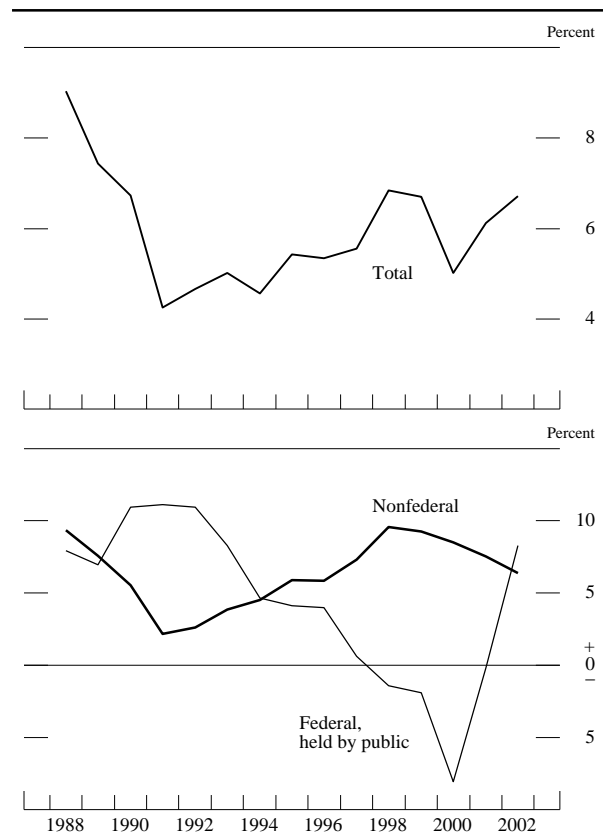 Percent
8
6
Total
4
Percent
Nonfederal
10
5
+
0
−
Federal,
held by public
5
1988 1990 1992 1994 1996 1998 2000 2002